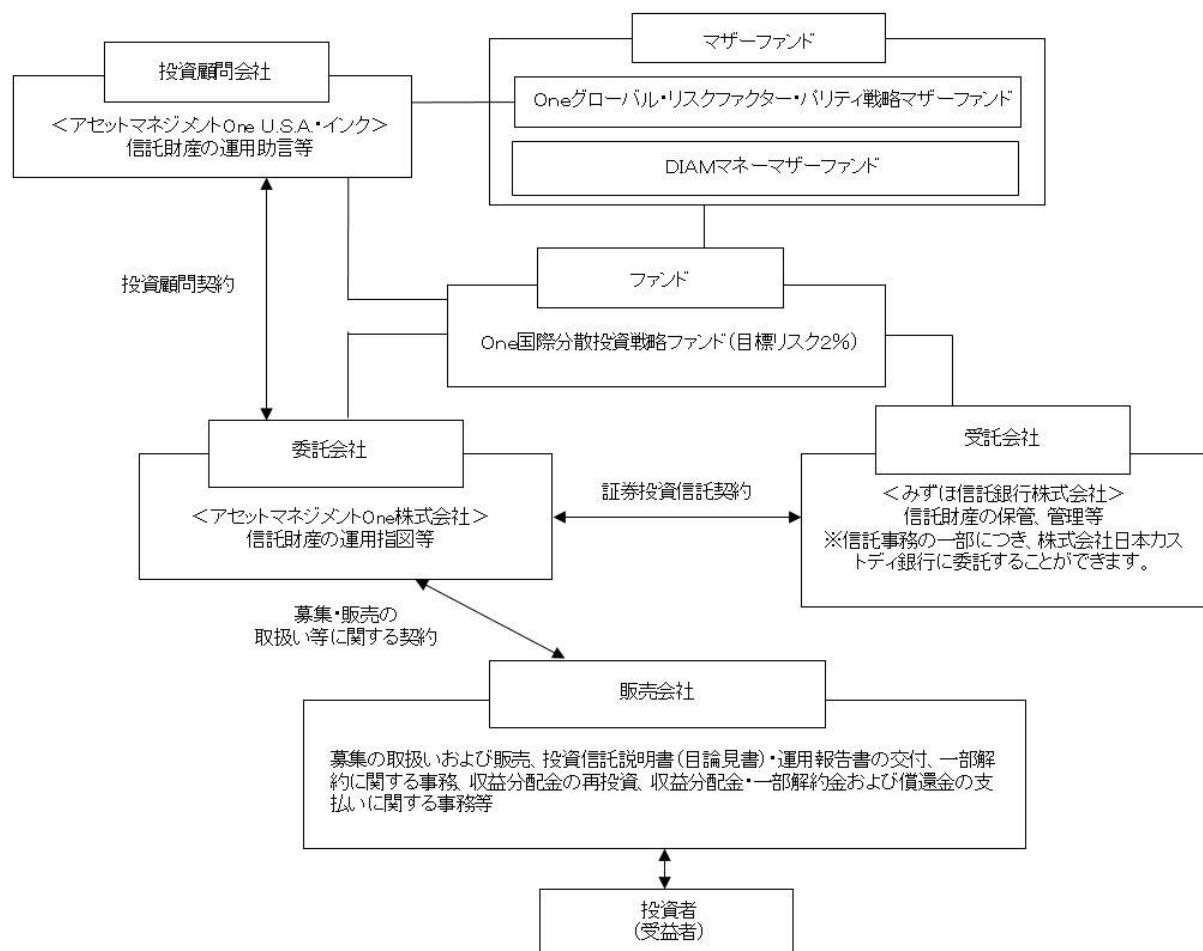 マザーファンド
投資顧問会社
Oneグローバル・リスクファクター・パリティ戦略マザーファンド
<アセットマネジメントOne U.S.A.・インク>
信託財産の運用助言等
DIAMマネーマザーファンド
ファンド
投資顧問契約
One国際分散投資戦略ファンド(目標リスク2%)
委託会社
受託会社
証券投資信託契約
<アセットマネジメントOne株式会社>
信託財産の運用指図等
<みずほ信託銀行株式会社>
信託財産の保管、管理等
※信託事務の一部につき、株式会社日本カス
トディ銀行に委託することができます。
募集・販売の
取扱い等に関する契約
販売会社
募集の取扱いおよび販売、投資信託説明書(目論見書)・運用報告書の交付、一部解
約に関する事務、収益分配金の再投資、収益分配金・一部解約金および償還金の支
払いに関する事務等
投資者
(受益者)